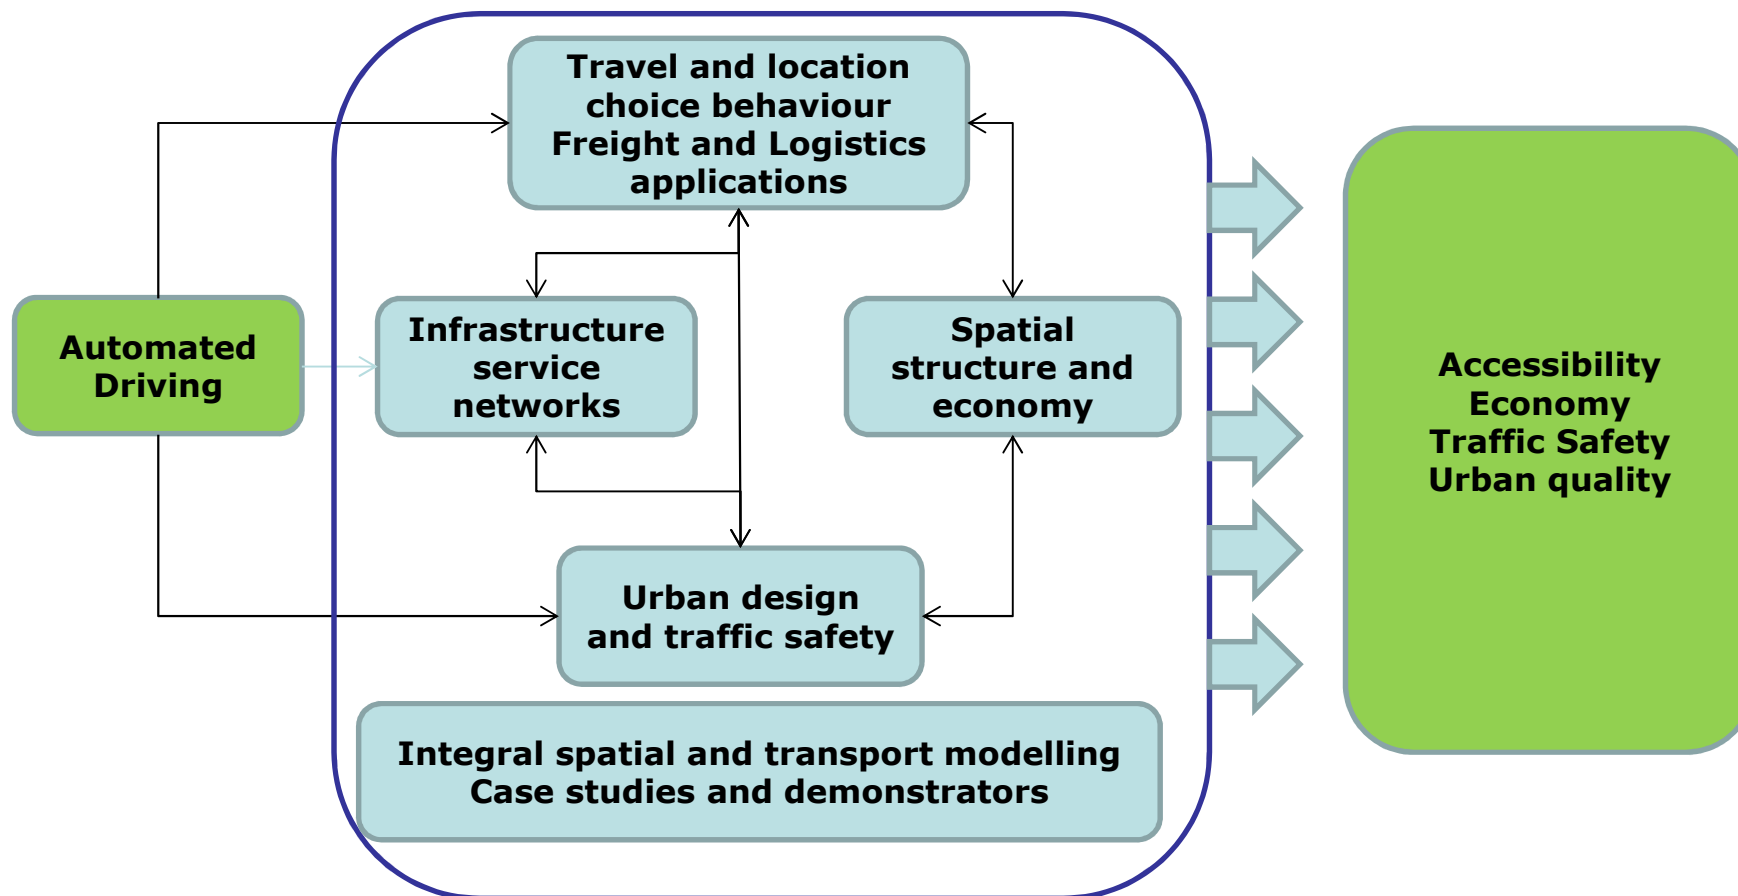 Travel and location
choice behaviour
Freight and Logistics
applications
Automated
Driving
Infrastructure
service
networks
Spatial
structure and
economy
Accessibility
Economy
Traffic Safety
Urban quality
Urban design
and traffic safety
Integral spatial and transport modelling
Case studies and demonstrators